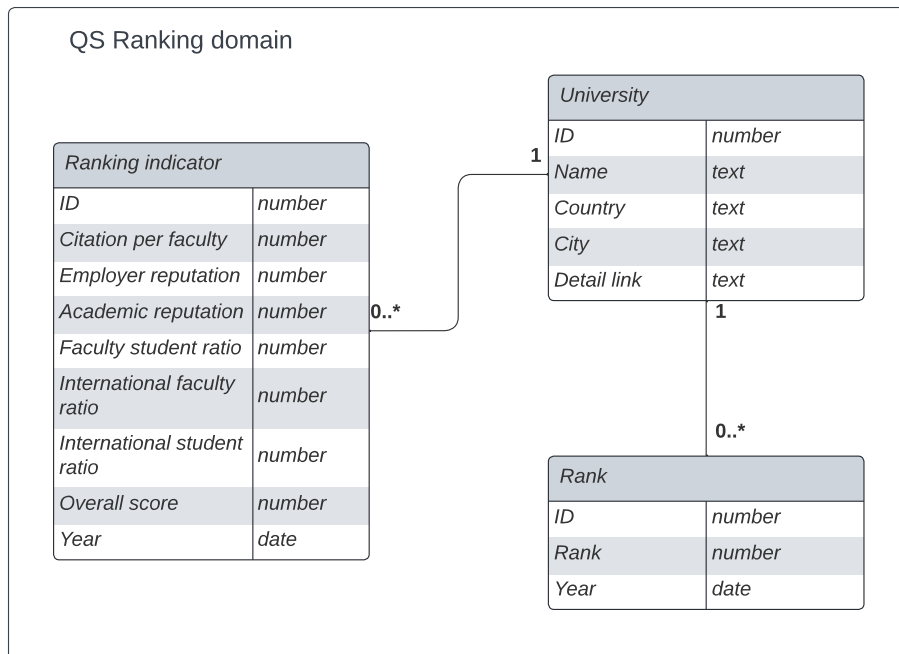 QS Ranking domain
University
ID number
Name text
Country text
City text
Detail link text
1
1
Ranking indicator
ID number
Citation per faculty number
Employer reputation number
Academic reputation number
Faculty student ratio number
International faculty
ratio
number
International student
ratio
number
Overall score number
Year date
0..*
0..*
Rank
ID number
Rank number
Year date